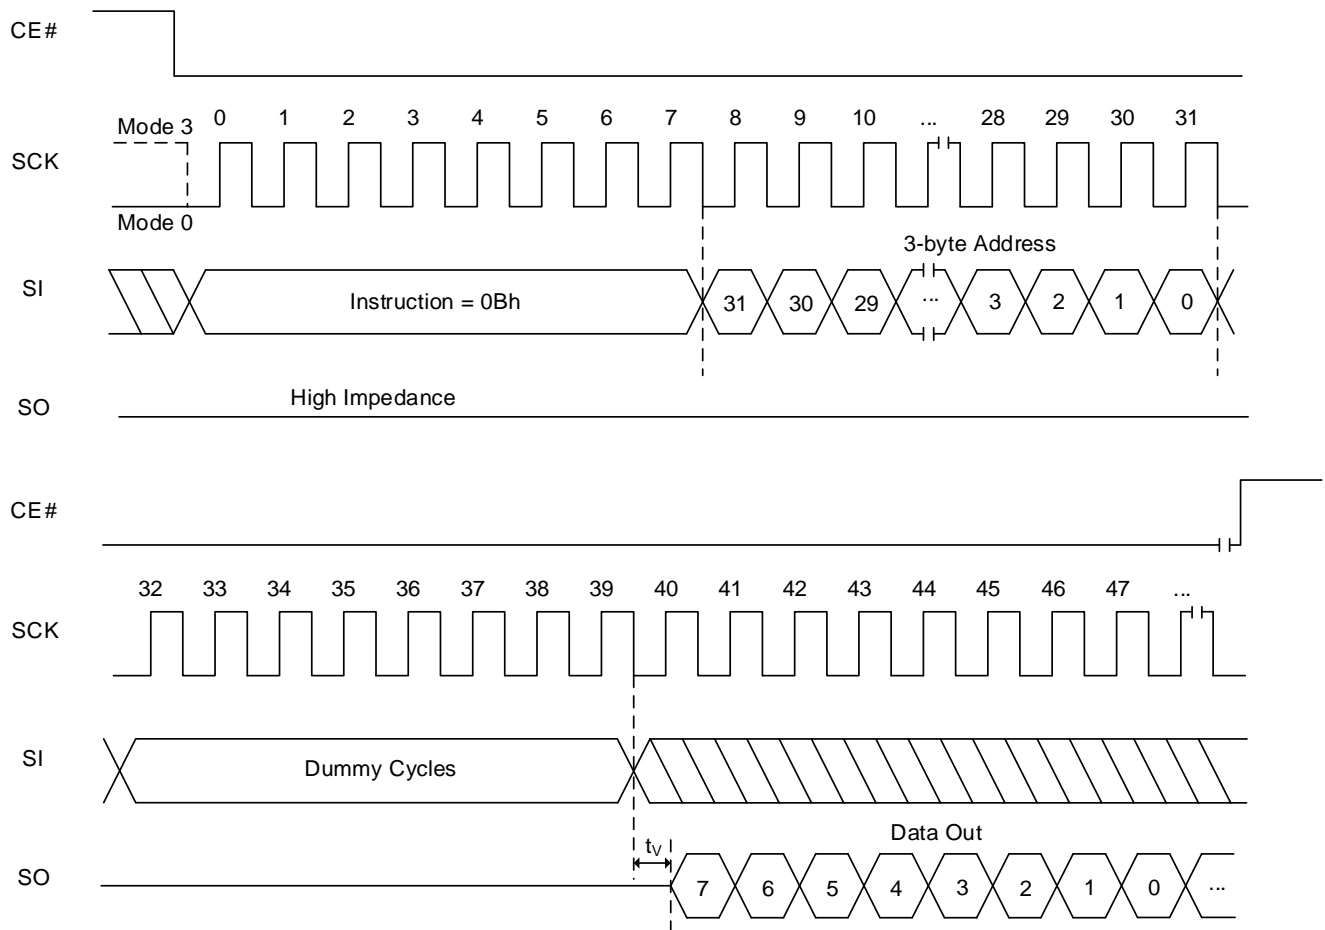 CE#
Mode 3 0 1 2 3 4 5 6 7 8 9 10 ... 28 29 30 31
SCK
Mode 0
3-byte Address
SI Instruction = 0Bh 31 30 29 ... 3 2 1 0
High Impedance
SO
CE#
32 33 34 35 36 37 38 39 40 41 42 43 44 45 46 47 ...
SCK
SI Dummy Cycles
Data Out
tV
SO 7 6 5 4 3 2 1 0 ...